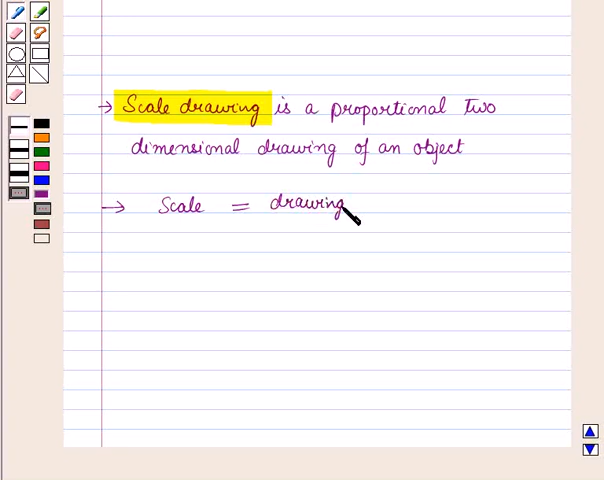 → Scale drawing is a proportional two
dimensional drawing of an object
→ Scale = drawing